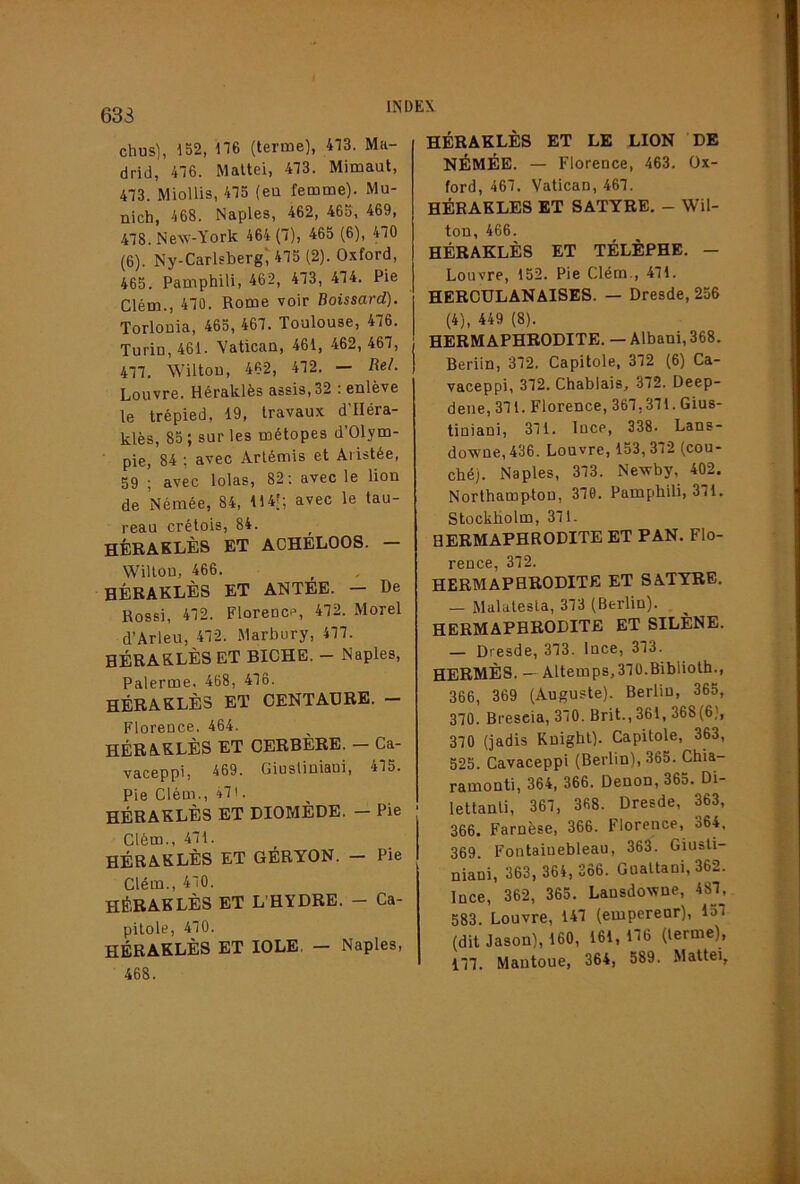 633
INDEX
chus), 152, 176 (terme), 473. Ma-
drid, 476. Mattei, 473. Mimaut,
473. Miollis, 475 (en femme). Mu-
nich, 468. Naples, 462, 465, 469,
478. New-York 464 (7), 465 (6), 470
(6). Ny-Carlsberg, 475 (2). Oxford,
465. Pamphili, 462, 473, 474. Pie
Clém., 470. Rome voir Boissard).
Torlonia, 465, 467. Toulouse, 476.
Turin, 461. Vatican, 461, 462, 467,
477. Wilton, 462, 472. — Rel.
Louvre. Héraklès assis, 32 : enlève
le trépied, 19, travaux d'Héra-
klès, 85 ; sur les métopes d'Olym-
pie, 84 ; avec Artémis et Aristée,
59 ; avec Iolas, 82 ; avec le lion
de Némée, 84, 114; avec le tau-
reau crétois, 84.
HÉRAKLÈS ET ACHÉLOOS. —
Wilton, 466.
HÉRAKLÈS ET ANTÉE. — De
Rossi, 472. Florence, 472. Morel
d'Arleu, 472. Marbury, 477.
HÉRAKLÈS ET BICHE. — Naples,
Palerme, 468, 476.
HÉRAKLÈS ET CENTAURE. —
Florence. 464.
HÉRAKLÈS ET CERBÈRE. — Ca-
vaceppi, 469. Giustiniani, 475.
Pie Clém., 471.
HÉRAKLÈS ET DIOMÈDE. — Pie
Clém., 471.
HÉRAKLÈS ET GÉRYON. — Pie
Clém., 470.
HÉRAKLÈS ET L'HYDRE. — Ca-
pitole, 470.
HÉRAKLÈS ET IOLE. — Naples,
468.
HÉRAKLÈS ET LE LION DE
NÉMÉE. — Florence, 463. Ox-
ford, 467. Vatican, 467.
HÉRAKLES ET SATYRE. — Wil-
ton, 466.
HÉRAKLÈS ET TÉLÈPHE. —
Louvre, 152. Pie Clém., 471.
HERCULANAISES. — Dresde, 256
(4), 449 (8).
HERMAPHRODITE. — Albani, 368.
Berlin, 372. Capitole, 372 (6) Ca-
vaceppi, 372. Chablais, 372. Deep-
dene, 371. Florence, 367, 371. Gius-
tiniani, 371. Ince, 338. Lans-
downe, 436. Louvre, 153, 372 (cou-
ché). Naples, 373. Newby, 402.
Northampton, 370. Pamphili, 371.
Stockholm, 371.
HERMAPHRODITE ET PAN. Flo-
rence, 372.
HERMAPHRODITE ET SATYRE.
— Malatesta, 373 (Berlin).
HERMAPHRODITE ET SILÈNE.
— Dresde, 373. Ince, 373.
HERMÈS. — Altemps, 370. Biblioth.,
366, 369 (Auguste). Berlin, 365,
370. Brescia, 370. Brit., 361, 368 (6),
370 (jadis Knight). Capitole, 363,
525. Cavaceppi (Berlin), 365. Chia-
ramonti, 364, 366. Denon, 365. Di-
lettanti, 367, 368. Dresde, 363,
366. Farnèse, 366. Florence, 364,
369. Fontainebleau, 363. Giusti-
niani, 363, 364, 366. Guattani, 362.
Ince, 362, 365. Lansdowne, 487,
583. Louvre, 147 (empereur), 157
(dit Jason), 160, 161, 176 (terme),
177. Mantoue, 364, 589. Mattei,